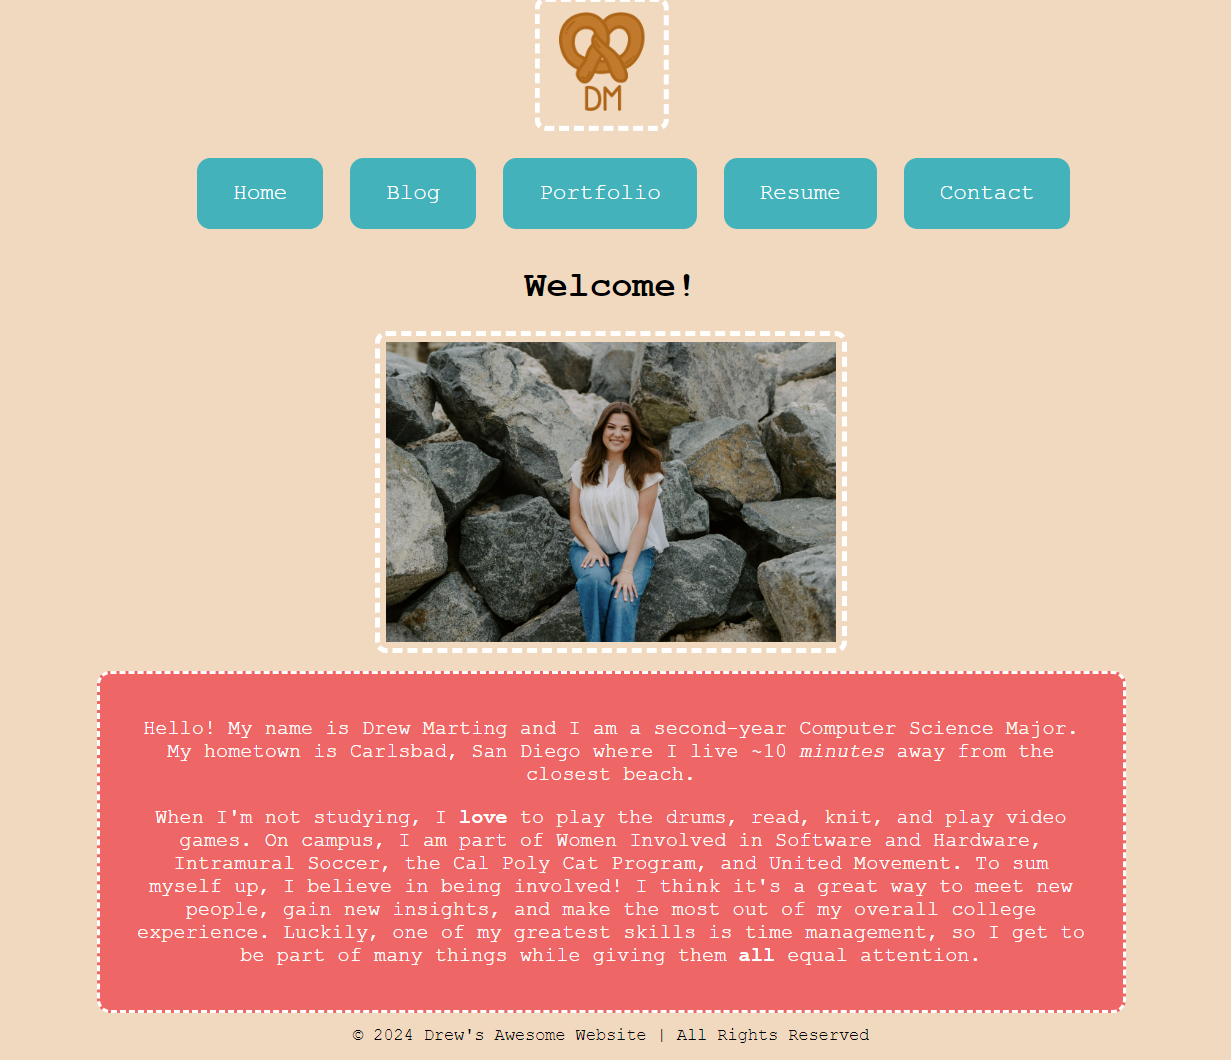 DM
Home Blog Portfolio Resume Contact
Welcome!
Hello! My name is Drew Marting and I am a second-year Computer Science Major.
My hometown is Carlsbad, San Diego where I live ~10 minutes away from the
closest beach.
When I'm not studying, I love to play the drums, read, knit, and play video
games. On campus, I am part of Women Involved in Software and Hardware,
Intramural Soccer, the Cal Poly Cat Program, and United Movement. To sum
myself up, I believe in being involved! I think it's a great way to meet new
people, gain new insights, and make the most out of my overall college
experience. Luckily, one of my greatest skills is time management, so I get to
be part of many things while giving them all equal attention.
© 2024 Drew's Awesome Website | All Rights Reserved